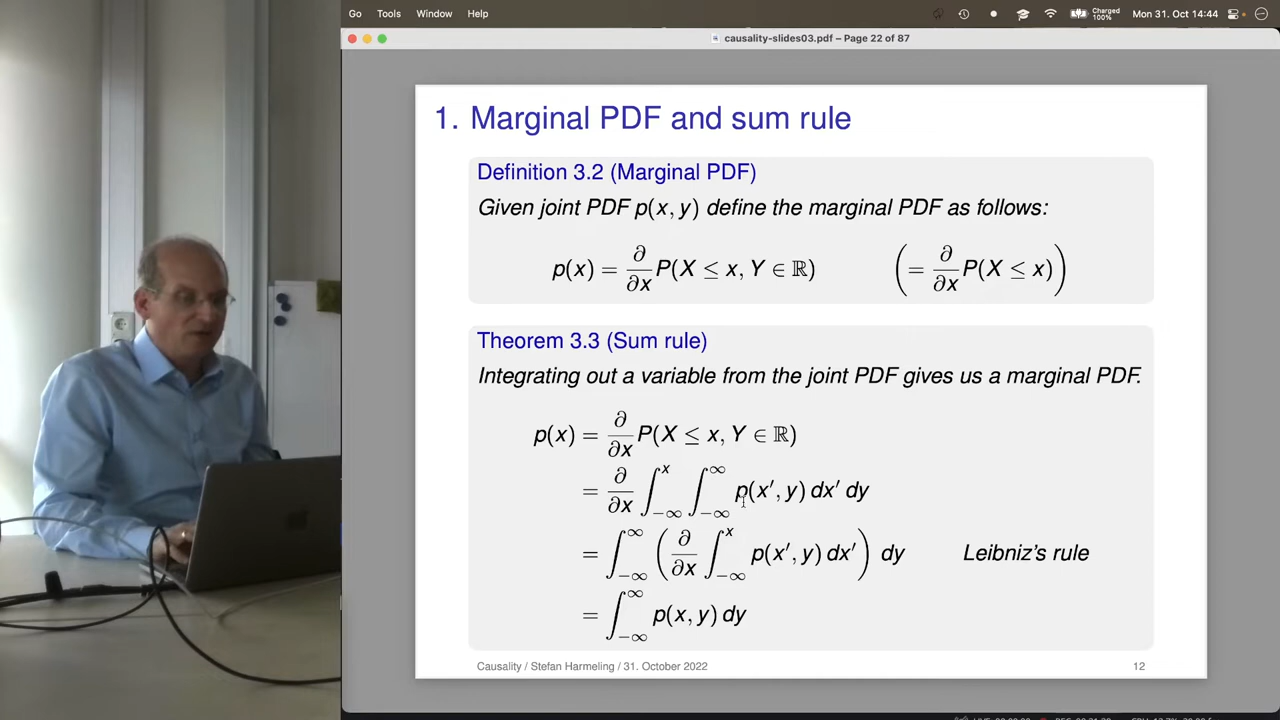 Go Tools Window Help
Charged
100%
Mon 31. Oct 14:44
causality-slides03.pdf – Page 22 of 87
1. Marginal PDF and sum rule
Definition 3.2 (Marginal PDF)
Given joint PDF p(x, y) define the marginal PDF as follows:
p(x) = ∂/∂x P(X ≤ x, Y ∈ ℝ) (= ∂/∂x P(X ≤ x))
Theorem 3.3 (Sum rule)
Integrating out a variable from the joint PDF gives us a marginal PDF.
p(x) = ∂/∂x P(X ≤ x, Y ∈ ℝ)
= ∂/∂x ∫_{-∞}^{x} ∫_{-∞}^{∞} p(x′, y) dx′ dy
= ∫_{-∞}^{∞} (∂/∂x ∫_{-∞}^{x} p(x′, y) dx′) dy Leibniz's rule
= ∫_{-∞}^{∞} p(x, y) dy
Causality / Stefan Harmeling / 31. October 2022
12